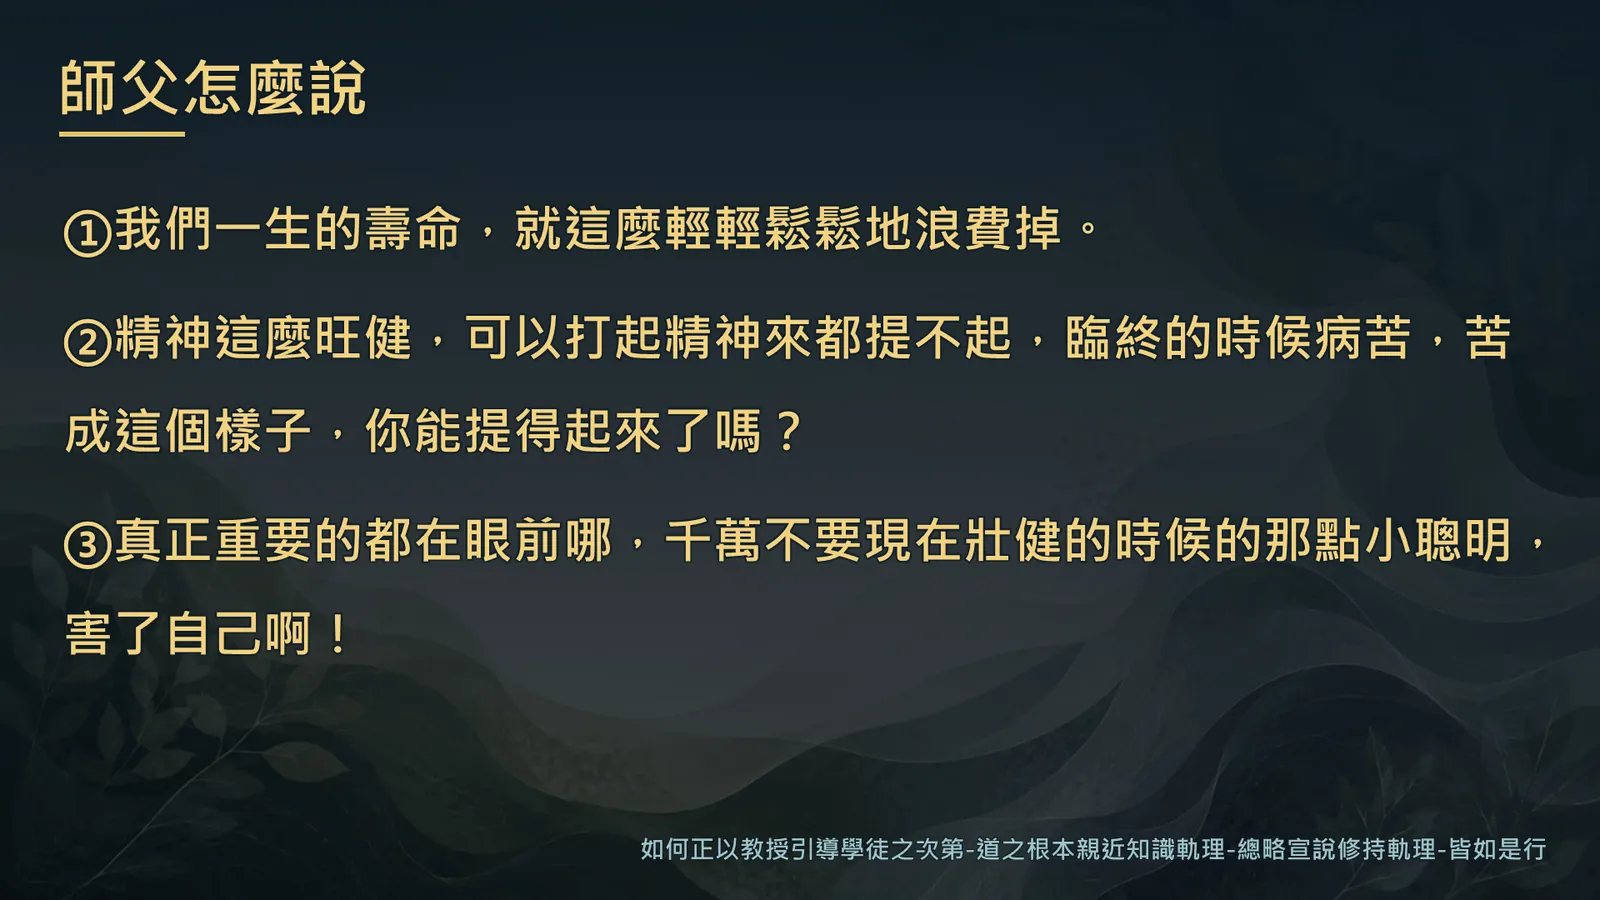 師父怎麼說
①我們一生的壽命，就這麼輕輕鬆鬆地浪費掉。
②精神這麼旺健，可以打起精神來都提不起，臨終的時候病苦，苦
成這個樣子，你能提得起來了嗎？
③真正重要的都在眼前哪，千萬不要現在壯健的時候的那點小聰明，
害了自己啊！
如何正以教授引導學徒之次第-道之根本親近知識軌理-總略宣說修持軌理-皆如是行